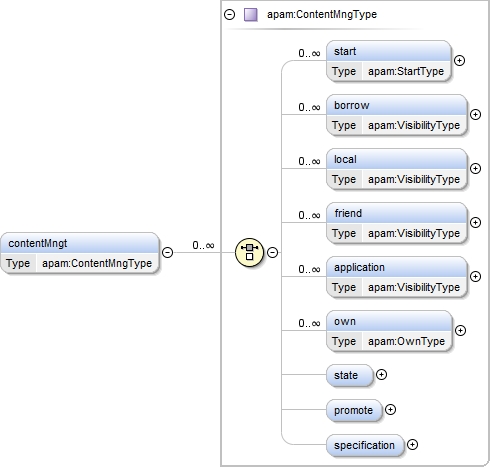 apam:ContentMngType
0..∞ start
Type apam:StartType
0..∞ borrow
Type apam:VisibilityType
0..∞ local
Type apam:VisibilityType
0..∞ friend
Type apam:VisibilityType
contentMngt
Type apam:ContentMngType
0..∞
0..∞ application
Type apam:VisibilityType
0..∞ own
Type apam:OwnType
state
promote
specification